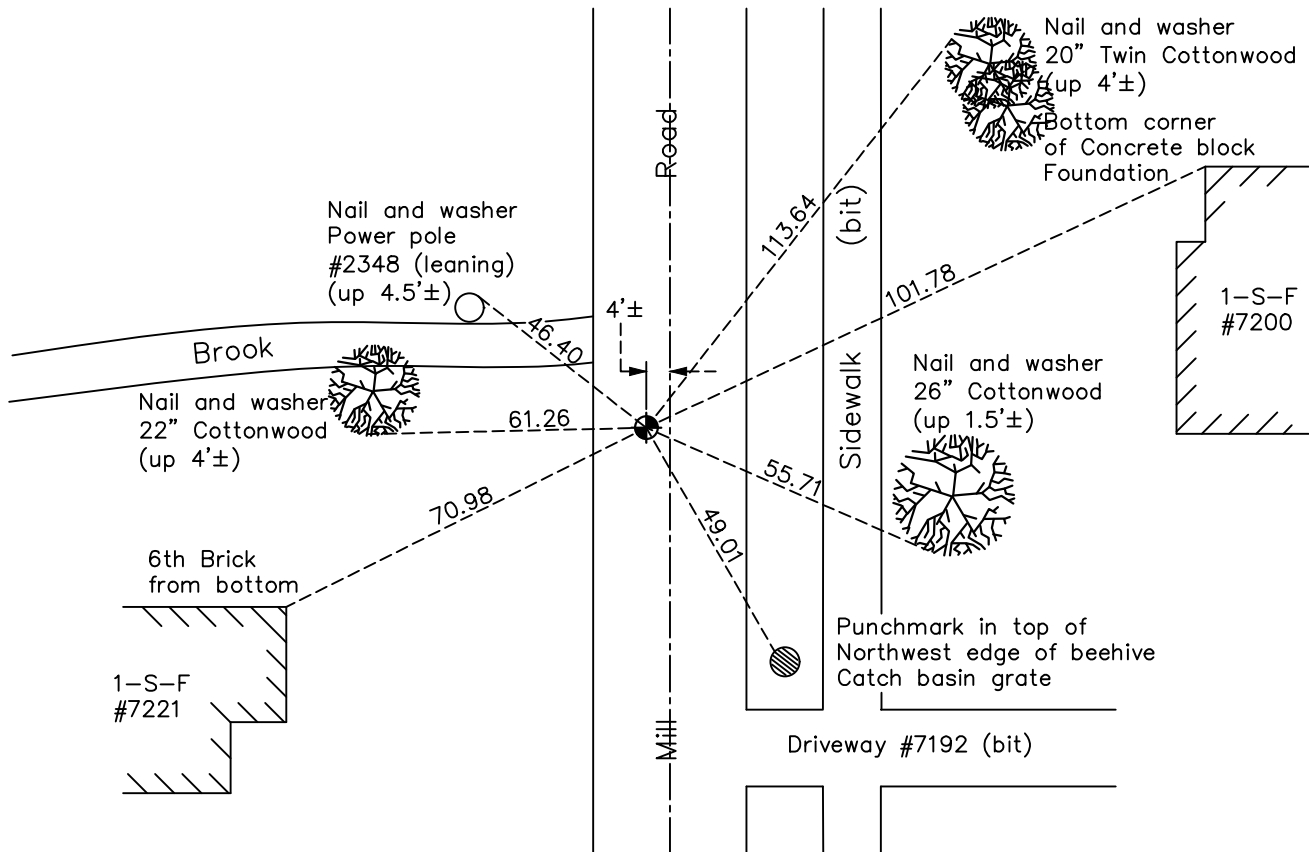 Nail and washer
20” Twin Cottonwood
(up 4'±)
Bottom corner
of Concrete block
Foundation
Road
(bit)
113.64
Nail and washer
Power pole
#2348 (leaning)
(up 4.5'±)
101.78
1-S-F
#7200
4'±
46.40
Brook
Nail and washer
26” Cottonwood
(up 1.5'±)
Sidewalk
Nail and washer
22” Cottonwood
(up 4'±)
61.26
55.71
70.98
49.01
6th Brick
from bottom
Punchmark in top of
Northwest edge of beehive
Catch basin grate
1-S-F
#7221
Mill
Driveway #7192 (bit)